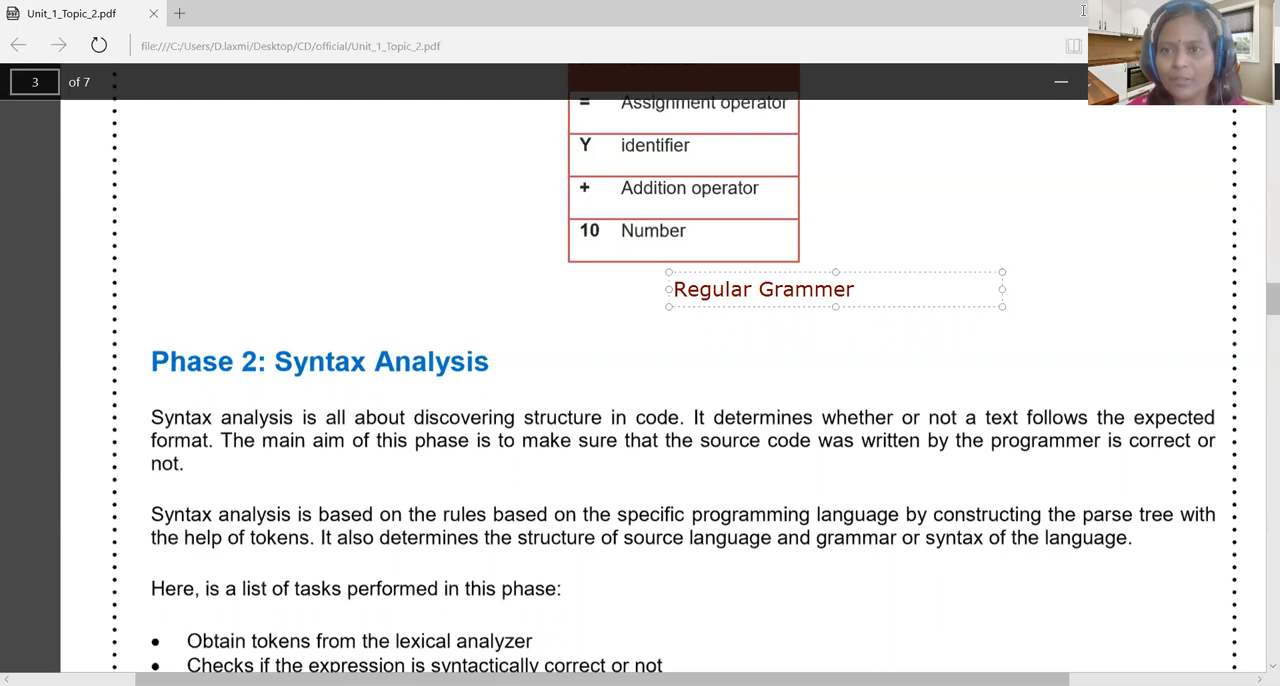 Unit_1_Topic_2.pdf
file:///C:/Users/D.laxmi/Desktop/CD/official/Unit_1_Topic_2.pdf
3 of 7
= Assignment operator
Y identifier
+ Addition operator
10 Number
Regular Grammer
Phase 2: Syntax Analysis
Syntax analysis is all about discovering structure in code. It determines whether or not a text follows the expected
format. The main aim of this phase is to make sure that the source code was written by the programmer is correct or
not.
Syntax analysis is based on the rules based on the specific programming language by constructing the parse tree with
the help of tokens. It also determines the structure of source language and grammar or syntax of the language.
Here, is a list of tasks performed in this phase:
• Obtain tokens from the lexical analyzer
• Checks if the expression is syntactically correct or not